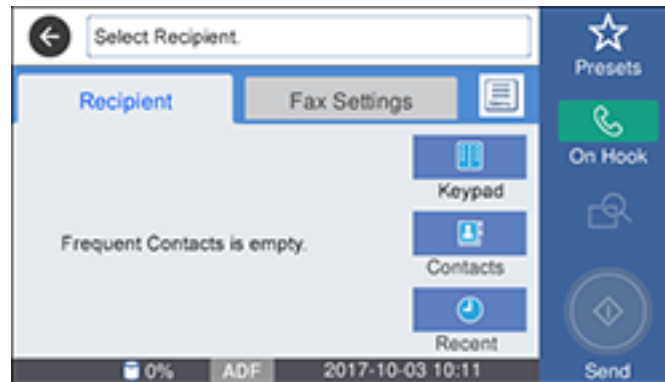 Select Recipient.
Presets
Recipient
Fax Settings
On Hook
Keypad
Frequent Contacts is empty.
Contacts
Recent
0%
ADF
2017-10-03 10:11
Send